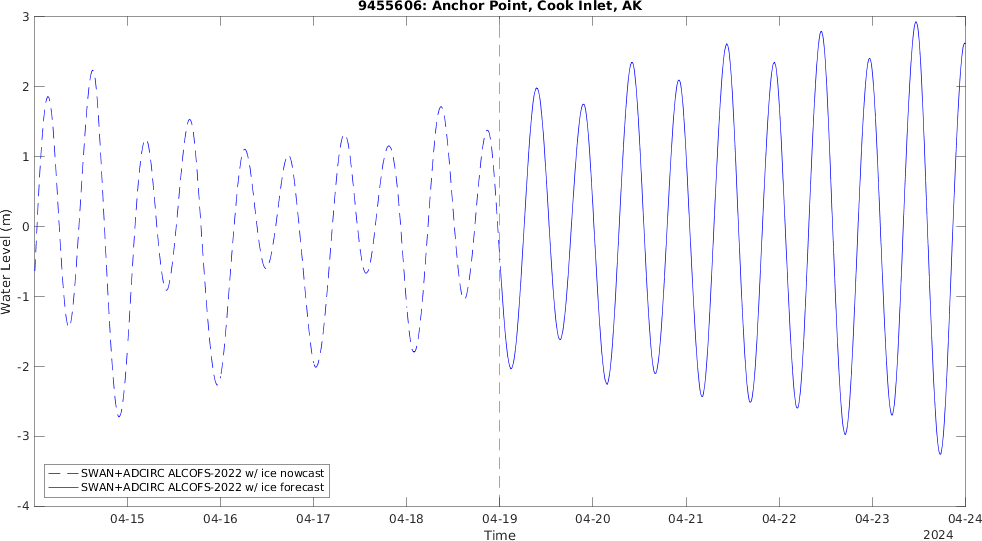 9455606: Anchor Point, Cook Inlet, AK
3
2
1
0
-1
-2
-3
-4
Water Level (m)
SWAN+ADCIRC ALCOFS-2022 w/ ice nowcast
SWAN+ADCIRC ALCOFS-2022 w/ ice forecast
04-15 04-16 04-17 04-18 04-19 04-20 04-21 04-22 04-23 04-24
Time
2024